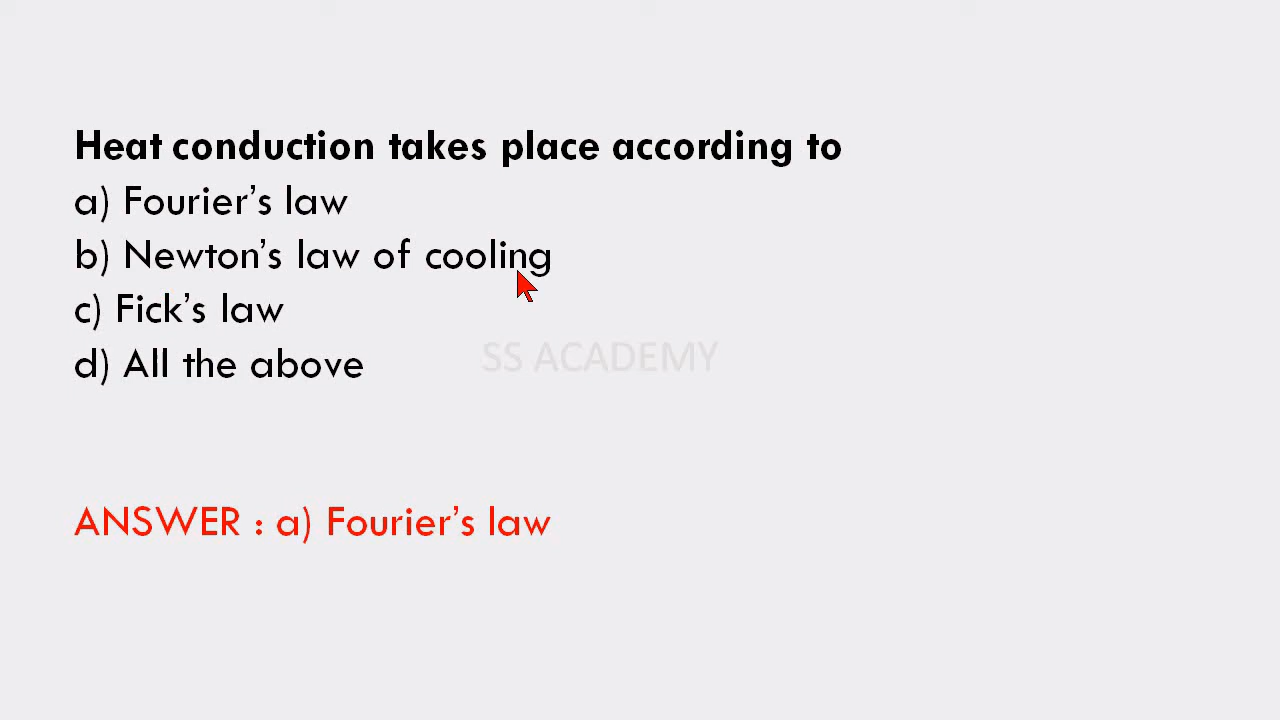 Heat conduction takes place according to
a) Fourier’s law
b) Newton’s law of cooling
c) Fick’s law
d) All the above
SS ACADEMY
ANSWER : a) Fourier’s law